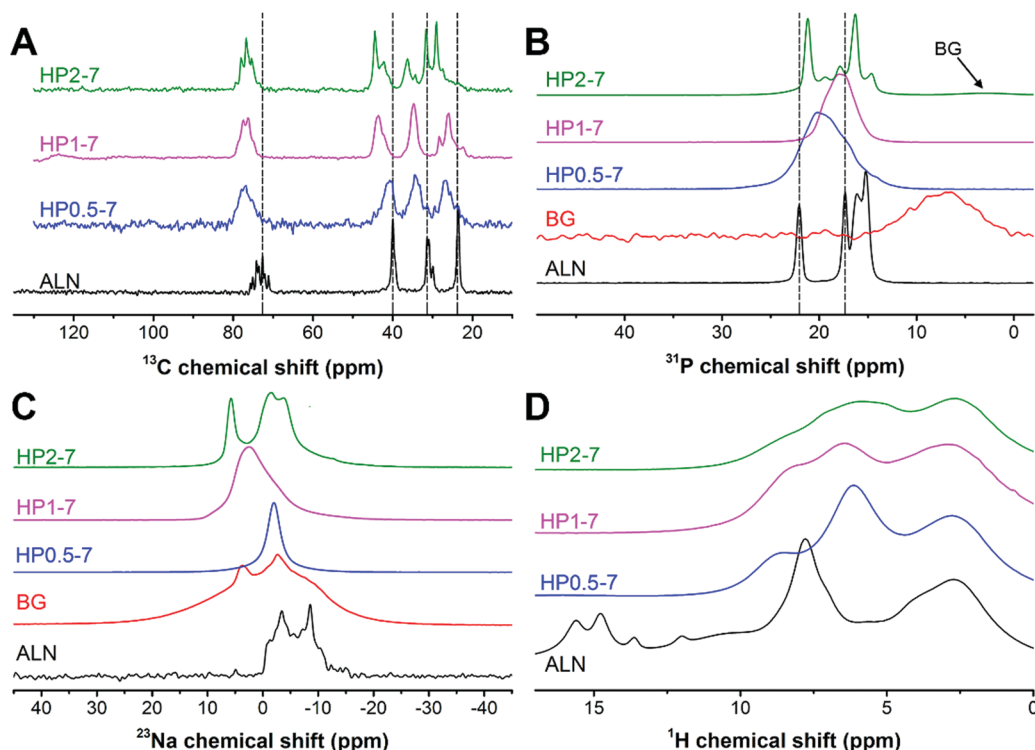 A
HP2-7
HP1-7
HP0.5-7
ALN
120 100 80 60 40 20
¹³C chemical shift (ppm)
B
BG
HP2-7
HP1-7
HP0.5-7
BG
ALN
40 30 20 10 0
³¹P chemical shift (ppm)
C
HP2-7
HP1-7
HP0.5-7
BG
ALN
40 30 20 10 0 -10 -20 -30 -40
²³Na chemical shift (ppm)
D
HP2-7
HP1-7
HP0.5-7
ALN
15 10 5 0
¹H chemical shift (ppm)